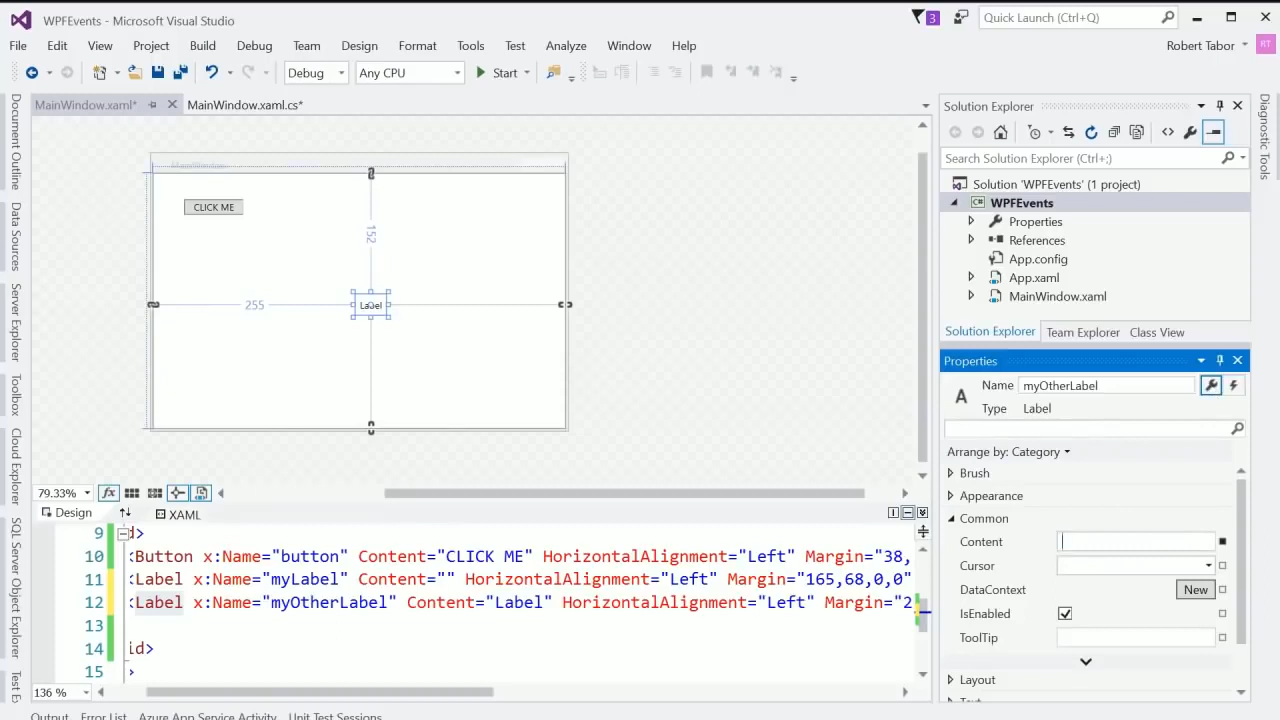 WPFEvents - Microsoft Visual Studio
3
Quick Launch (Ctrl+Q)
File Edit View Project Build Debug Team Format Tools Test Analyze Window Help
Robert Tabor RT
Debug Any CPU Start
MainWindow.xaml* MainWindow.xaml.cs*
Document Outline
Data Sources
Server Explorer
Toolbox
Cloud Explorer
SQL Server Object Explorer
MainWindow
CLICK ME
152
255
Label
79.33% fx
Design XAML
9 d>
10 <Button x:Name="button" Content="CLICK ME" HorizontalAlignment="Left" Margin="38,
11 <Label x:Name="myLabel" Content="" HorizontalAlignment="Left" Margin="165,68,0,0"
12 <Label x:Name="myOtherLabel" Content="Label" HorizontalAlignment="Left" Margin="2
13
14 id>
15 >
136 %
Output Error List Azure App Service Activity Unit Test Sessions
Solution Explorer
Search Solution Explorer (Ctrl+;)
Solution 'WPFEvents' (1 project)
C# WPFEvents
Properties
References
App.config
App.xaml
MainWindow.xaml
Solution Explorer Team Explorer Class View
Properties
A
Name myOtherLabel
Type Label
Arrange by: Category
Brush
Appearance
Common
Content
Cursor
DataContext New
IsEnabled
ToolTip
Layout
Diagnostic Tools